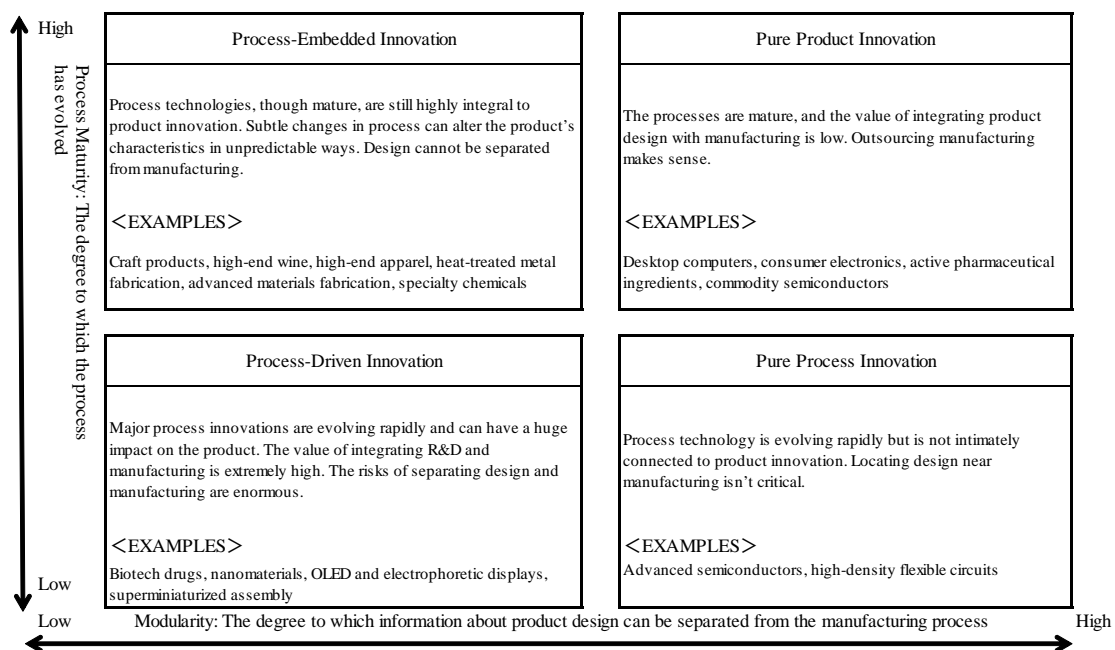 High
Process Maturity: The degree to which the process
has evolved
Process-Embedded Innovation
Process technologies, though mature, are still highly integral to
product innovation. Subtle changes in process can alter the product’s
characteristics in unpredictable ways. Design cannot be separated
from manufacturing.
＜EXAMPLES＞
Craft products, high-end wine, high-end apparel, heat-treated metal
fabrication, advanced materials fabrication, specialty chemicals
Pure Product Innovation
The processes are mature, and the value of integrating product
design with manufacturing is low. Outsourcing manufacturing
makes sense.
＜EXAMPLES＞
Desktop computers, consumer electronics, active pharmaceutical
ingredients, commodity semiconductors
Process-Driven Innovation
Major process innovations are evolving rapidly and can have a huge
impact on the product. The value of integrating R&D and
manufacturing is extremely high. The risks of separating design and
manufacturing are enormous.
＜EXAMPLES＞
Biotech drugs, nanomaterials, OLED and electrophoretic displays,
superminiaturized assembly
Pure Process Innovation
Process technology is evolving rapidly but is not intimately
connected to product innovation. Locating design near
manufacturing isn’t critical.
＜EXAMPLES＞
Advanced semiconductors, high-density flexible circuits
Low
Low
Modularity: The degree to which information about product design can be separated from the manufacturing process
High